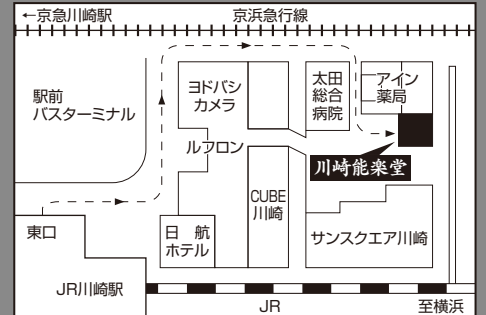 ←京急川崎駅
京浜急行線
駅前
バスターミナル
ヨドバシ
カメラ
ルフロン
太田
総合
病院
アイン
薬局
川崎能楽堂
CUBE
川崎
東口
日航
ホテル
サンスクエア川崎
JR川崎駅
JR
至横浜